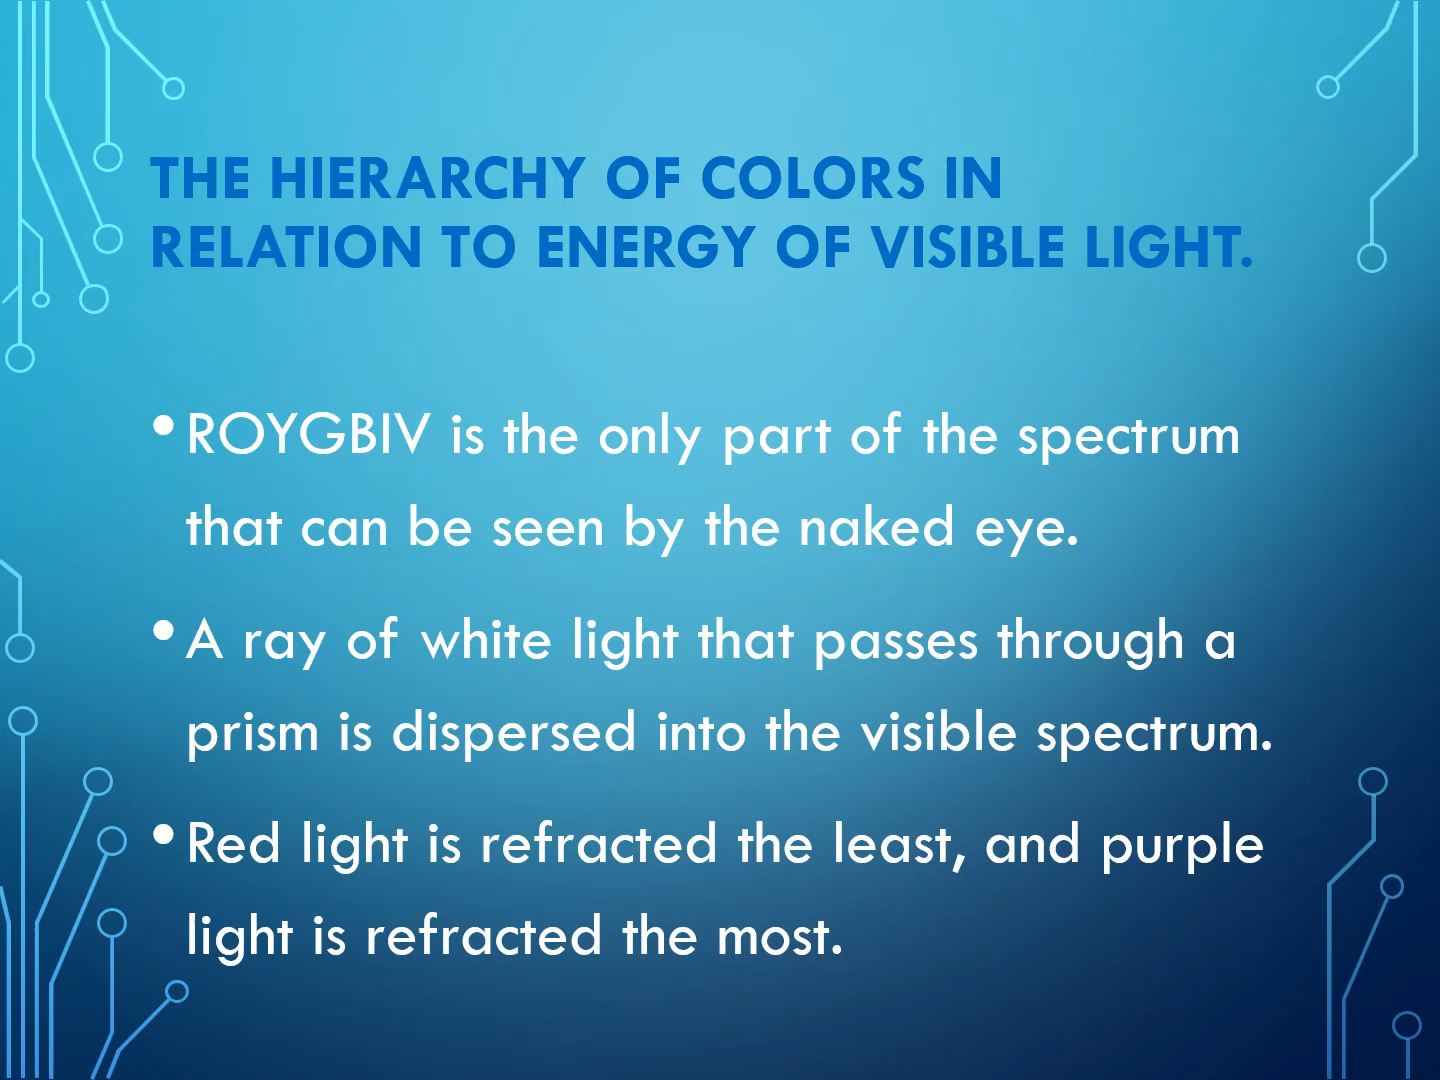 THE HIERARCHY OF COLORS IN
RELATION TO ENERGY OF VISIBLE LIGHT.
• ROYGBIV is the only part of the spectrum
that can be seen by the naked eye.
• A ray of white light that passes through a
prism is dispersed into the visible spectrum.
• Red light is refracted the least, and purple
light is refracted the most.